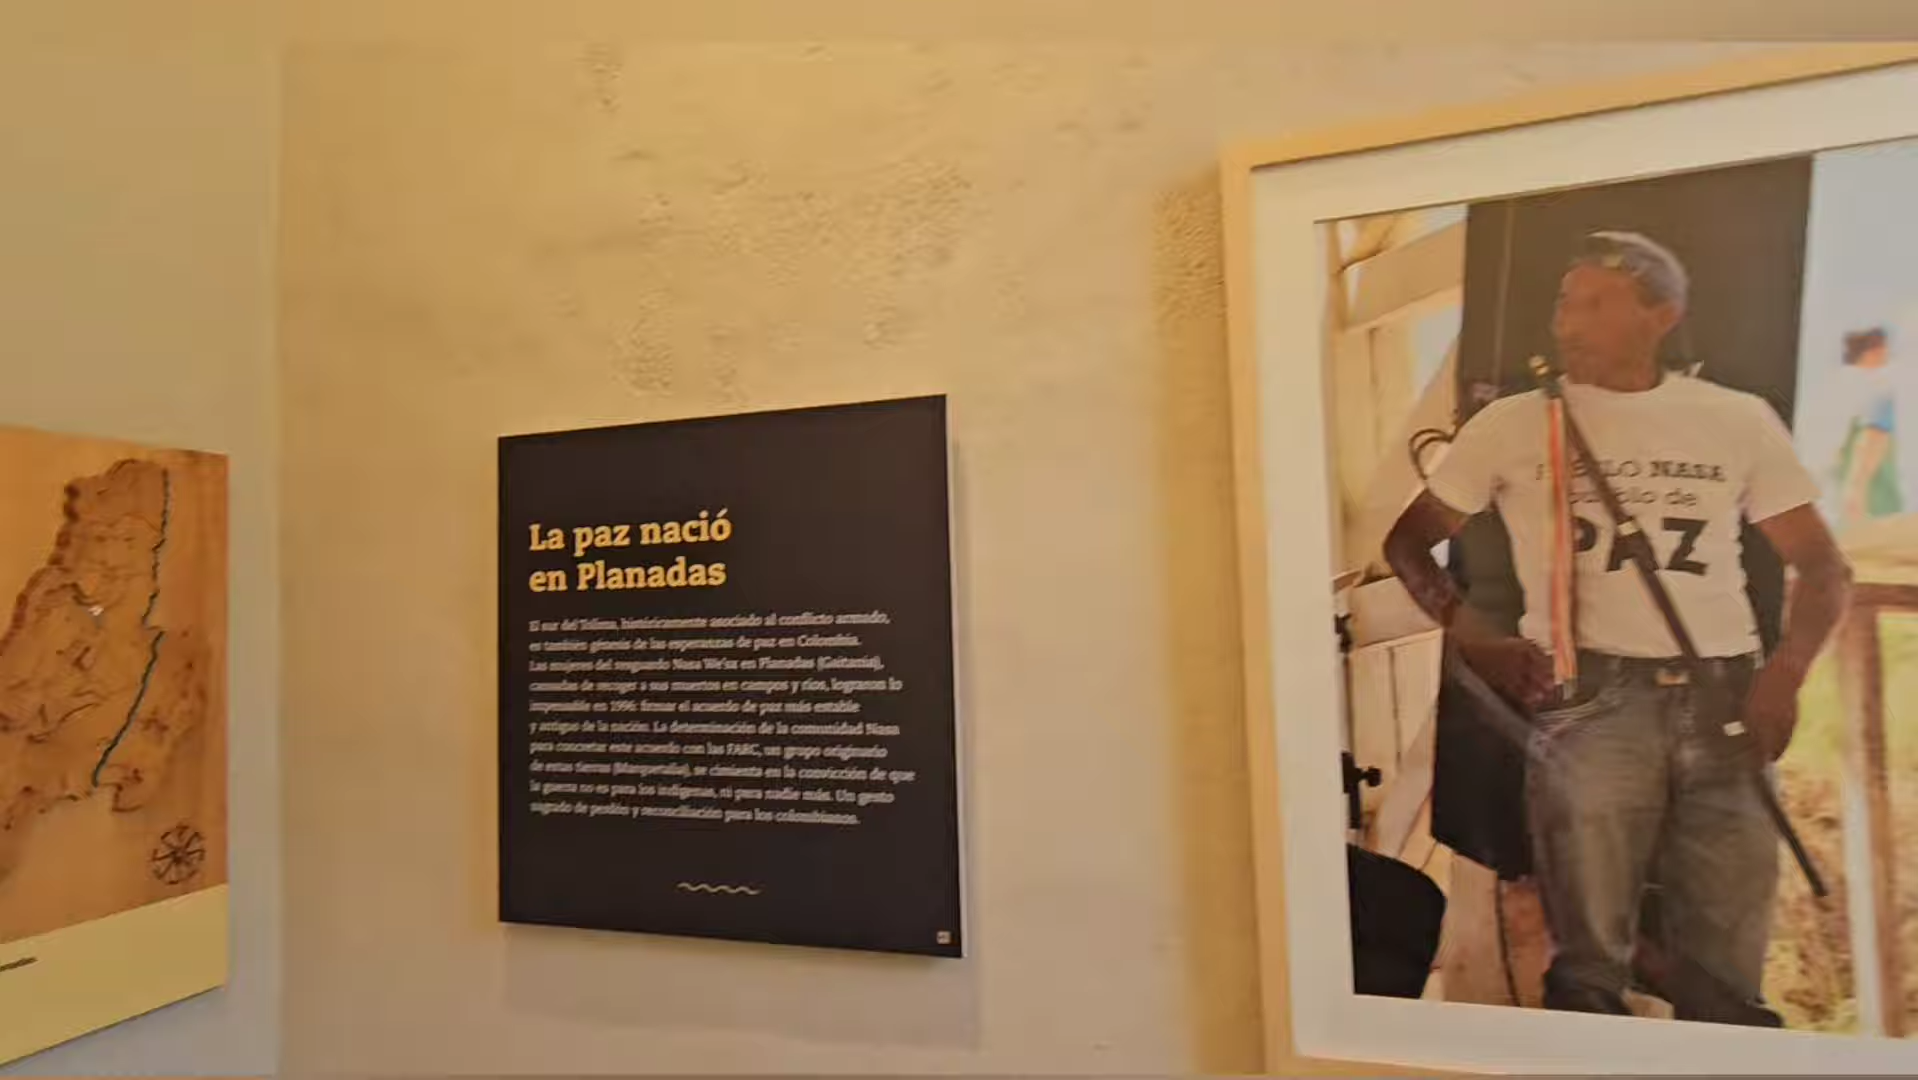 La paz nació
en Planadas
El sur del Tolima, históricamente asociado al conflicto armado,
es también génesis de las esperanzas de paz en Colombia.
Las mujeres del resguardo Nasa We'sx en Planadas (Gaitania),
cansadas de recoger a sus muertos en campos y ríos, lograron lo
impensable en 1996: firmar el acuerdo de paz más estable
y antiguo de la nación. La determinación de la comunidad Nasa
para concretar este acuerdo con las FARC, un grupo originario
de estas tierras (Marquetalia), se cimienta en la convicción de que
la guerra no es para los indígenas, ni para nadie más. Un gesto
sagrado de perdón y reconciliación para los colombianos.
NASA
de
PAZ